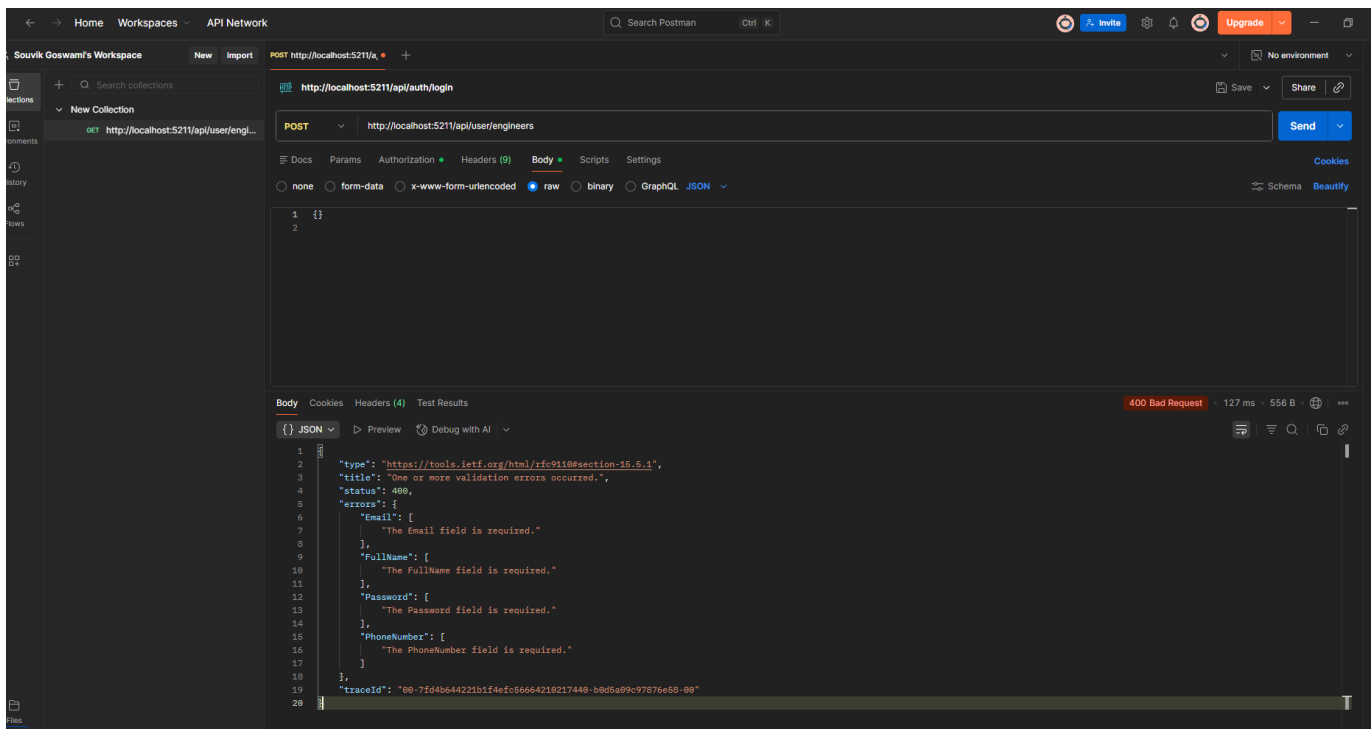 Home Workspaces API Network Search Postman Ctrl K Invite Upgrade
Souvik Goswami's Workspace New Import POST http://localhost:5211/a, No environment
Search collections http://localhost:5211/api/auth/login Save Share
HTTP
lections
New Collection
GET http://localhost:5211/api/user/engi... POST http://localhost:5211/api/user/engineers Send
ronments
Docs Params Authorization Headers (9) Body Scripts Settings Cookies
istory
none form-data x-www-form-urlencoded raw binary GraphQL JSON Schema Beautify
Flows
1 {}
2
Body Cookies Headers (4) Test Results 400 Bad Request 127 ms 556 B
{} JSON Preview Debug with AI
1 {
2 "type": "https://tools.ietf.org/html/rfc9110#section-15.5.1",
3 "title": "One or more validation errors occurred.",
4 "status": 400,
5 "errors": {
6 "Email": [
7 "The Email field is required."
8 ],
9 "FullName": [
10 "The FullName field is required."
11 ],
12 "Password": [
13 "The Password field is required."
14 ],
15 "PhoneNumber": [
16 "The PhoneNumber field is required."
17 ]
18 },
19 "traceId": "00-7fd4b644221b1f4efc56664210217440-b0d5a09c97876e58-00"
20 }
Files